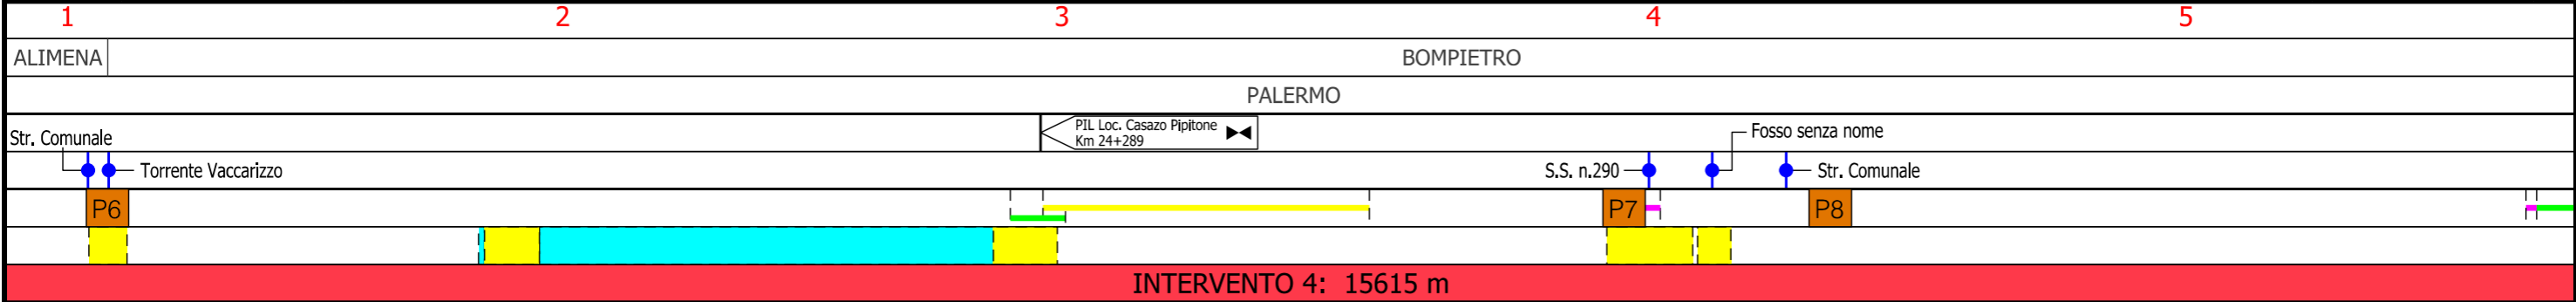 1 2 3 4 5
ALIMENA BOMPIETRO
PALERMO
PIL Loc. Casazo Pipitone
Km 24+289
Str. Comunale
Fosso senza nome
Torrente Vaccarizzo
S.S. n.290
Str. Comunale
P6 P7 P8
INTERVENTO 4: 15615 m